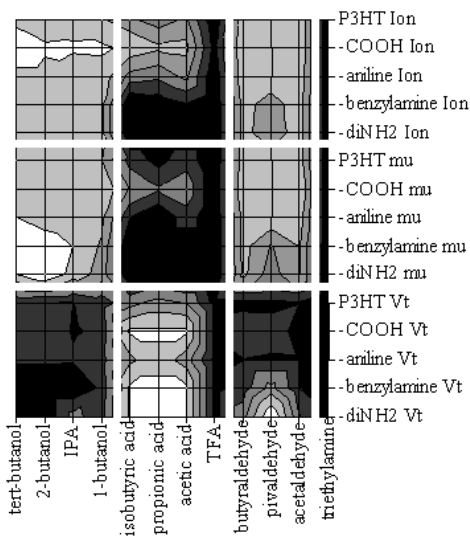 P3HT Ion
COOH Ion
aniline Ion
benzylamine Ion
diNH2 Ion
P3HT mu
COOH mu
aniline mu
benzylamine mu
diNH2 mu
P3HT Vt
COOH Vt
aniline Vt
benzylamine Vt
diNH2 Vt
tert-butanol
2-butanol
IPA
1-butanol
isobutyric acid
propionic acid
acetic acid
TFA
butyraldehyde
pivaldehyde
acetaldehyde
triethylamine